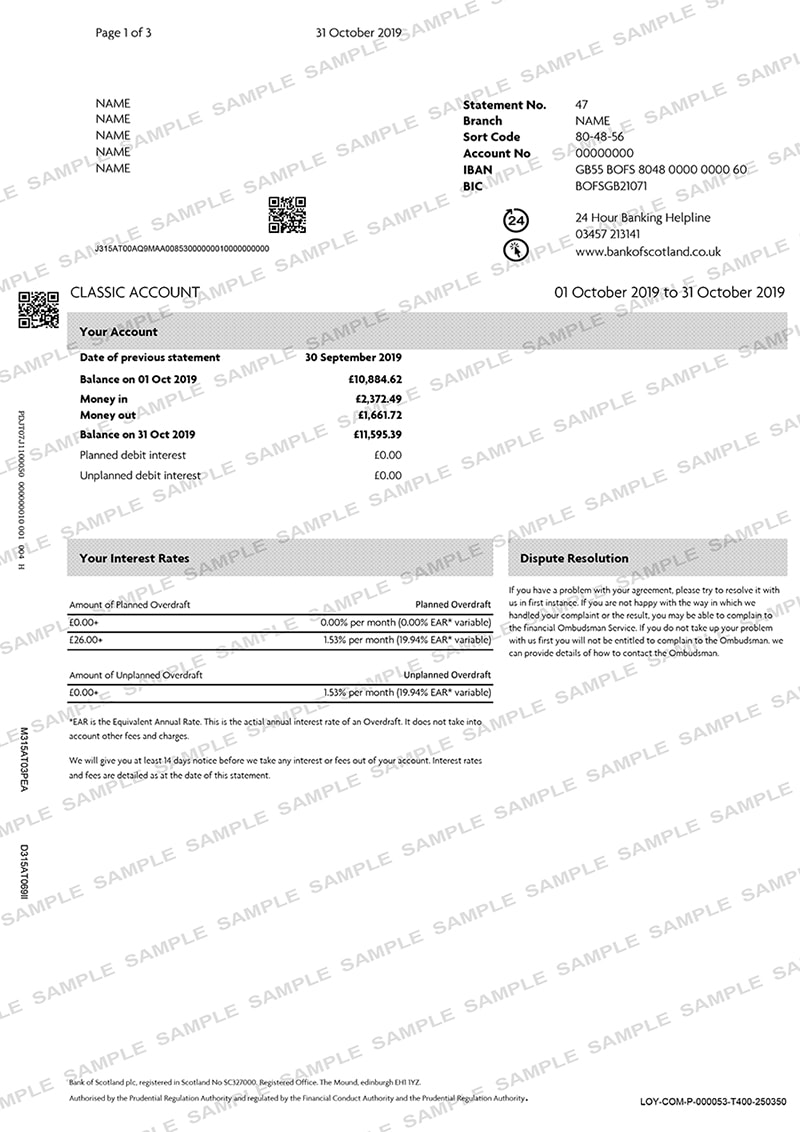 Page 1 of 3
31 October 2019
NAME
NAME
NAME
NAME
NAME
Statement No. 47
Branch NAME
Sort Code 80-48-56
Account No 00000000
IBAN GB55 BOFS 8048 0000 0000 60
BIC BOFSGB21071
24
24 Hour Banking Helpline
03457 213141
www.bankofscotland.co.uk
J315AT00AQ9MAA00853000000010000000000
CLASSIC ACCOUNT
01 October 2019 to 31 October 2019
Your Account
Date of previous statement 30 September 2019
Balance on 01 Oct 2019 £10,884.62
Money in £2,372.49
Money out £1,661.72
Balance on 31 Oct 2019 £11,595.39
Planned debit interest £0.00
Unplanned debit interest £0.00
Your Interest Rates
Amount of Planned Overdraft Planned Overdraft
£0.00+ 0.00% per month (0.00% EAR* variable)
£26.00+ 1.53% per month (19.94% EAR* variable)
Amount of Unplanned Overdraft Unplanned Overdraft
£0.00+ 1.53% per month (19.94% EAR* variable)
*EAR is the Equivalent Annual Rate. This is the actial annual interest rate of an Overdraft. It does not take into
account other fees and charges.
We will give you at least 14 days notice before we take any interest or fees out of your account. Interest rates
and fees are detailed as at the date of this statement.
Dispute Resolution
If you have a problem with your agreement, please try to resolve it with
us in first instance. If you are not happy with the way in which we
handled your complaint or the result, you may be able to complain to
the financial Ombudsman Service. If you do not take up your problem
with us first you will not be entitled to complain to the Ombudsman. we
can provide details of how to contact the Ombudsman.
M315AT03PEA
D315AT069II
Bank of Scotland plc, registered in Scotland No SC327000. Registered Office. The Mound, edinburgh EH1 1YZ.
Authorised by the Prudential Regulation Authority and regulated by the Financial Conduct Authority and the Prudential Regulation Authority.
LOY-COM-P-000053-T400-250350
SAMPLE